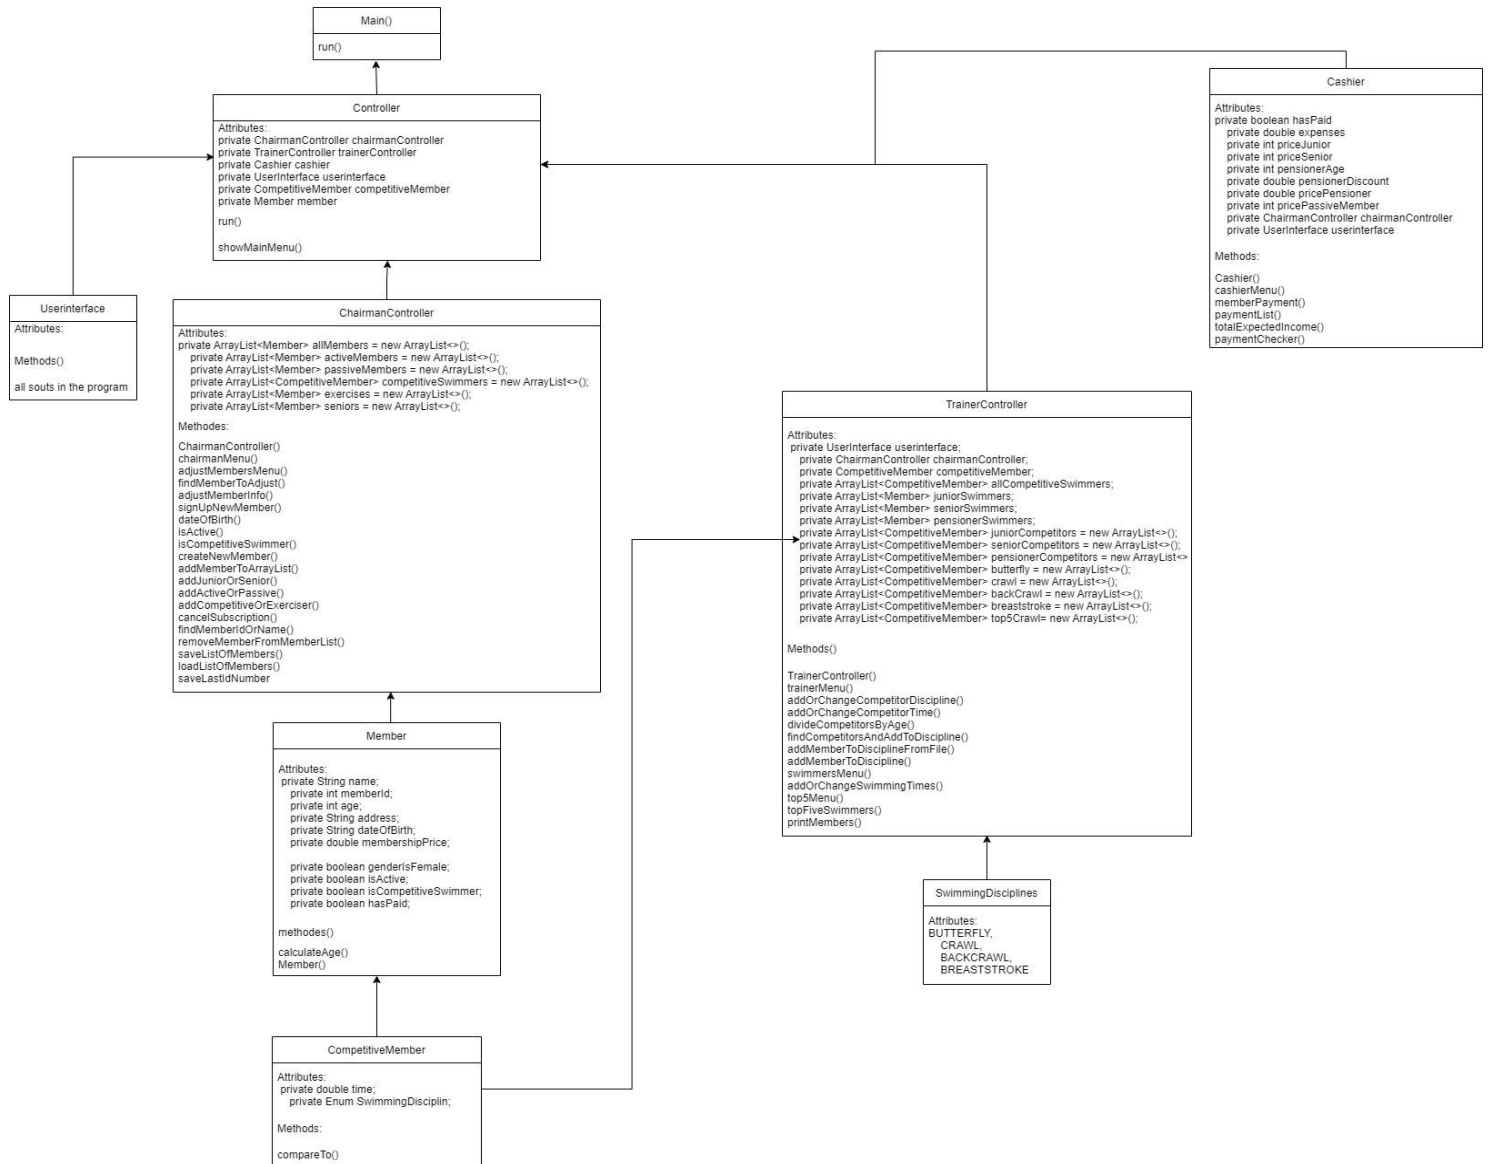 Main()
run()
Controller
Attributes:
private ChairmanController chairmanController
private TrainerController trainerController
private Cashier cashier
private UserInterface userinterface
private CompetitiveMember competitiveMember
private Member member
run()
showMainMenu()
Cashier
Attributes:
private boolean hasPaid
private double expenses
private int priceJunior
private int priceSenior
private int pensionerAge
private double pensionerDiscount
private double pricePensioner
private int pricePassiveMember
private ChairmanController chairmanController
private UserInterface userinterface
Methods:
Cashier()
cashierMenu()
memberPayment()
paymentList()
totalExpectedIncome()
paymentChecker()
Userinterface
Attributes:
Methods()
all souts in the program
ChairmanController
Attributes:
private ArrayList<Member> allMembers = new ArrayList<>();
private ArrayList<Member> activeMembers = new ArrayList<>();
private ArrayList<Member> passiveMembers = new ArrayList<>();
private ArrayList<CompetitiveMember> competitiveSwimmers = new ArrayList<>();
private ArrayList<Member> exercises = new ArrayList<>();
private ArrayList<Member> seniors = new ArrayList<>();
Methodes:
ChairmanController()
chairmanMenu()
adjustMembersMenu()
findMemberToAdjust()
adjustMemberInfo()
signUpNewMember()
dateOfBirth()
isActive()
isCompetitiveSwimmer()
createNewMember()
addMemberToArrayList()
addJuniorOrSenior()
addActiveOrPassive()
addCompetitiveOrExerciser()
cancelSubscription()
findMemberIdOrName()
removeMemberFromMemberList()
saveListOfMembers()
loadListOfMembers()
saveLastIdNumber
TrainerController
Attributes:
private UserInterface userinterface;
private ChairmanController chairmanController;
private CompetitiveMember competitiveMember;
private ArrayList<CompetitiveMember> allCompetitiveSwimmers;
private ArrayList<Member> juniorSwimmers;
private ArrayList<Member> seniorSwimmers;
private ArrayList<Member> pensionerSwimmers;
private ArrayList<CompetitiveMember> juniorCompetitors = new ArrayList<>();
private ArrayList<CompetitiveMember> seniorCompetitors = new ArrayList<>();
private ArrayList<CompetitiveMember> pensionerCompetitors = new ArrayList<>
private ArrayList<CompetitiveMember> butterfly = new ArrayList<>();
private ArrayList<CompetitiveMember> crawl = new ArrayList<>();
private ArrayList<CompetitiveMember> backCrawl = new ArrayList<>();
private ArrayList<CompetitiveMember> breaststroke = new ArrayList<>();
private ArrayList<CompetitiveMember> top5Crawl= new ArrayList<>();
Methods()
TrainerController()
trainerMenu()
addOrChangeCompetitorDiscipline()
addOrChangeCompetitorTime()
divideCompetitorsByAge()
findCompetitorsAndAddToDiscipline()
addMemberToDisciplineFromFile()
addMemberToDiscipline()
swimmersMenu()
addOrChangeSwimmingTimes()
top5Menu()
topFiveSwimmers()
printMembers()
Member
Attributes:
private String name;
private int memberId;
private int age;
private String address;
private String dateOfBirth;
private double membershipPrice;
private boolean genderIsFemale;
private boolean isActive;
private boolean isCompetitiveSwimmer;
private boolean hasPaid;
methodes()
calculateAge()
Member()
SwimmingDisciplines
Attributes:
BUTTERFLY,
CRAWL,
BACKCRAWL,
BREASTSTROKE
CompetitiveMember
Attributes:
private double time;
private Enum SwimmingDisciplin;
Methods:
compareTo()